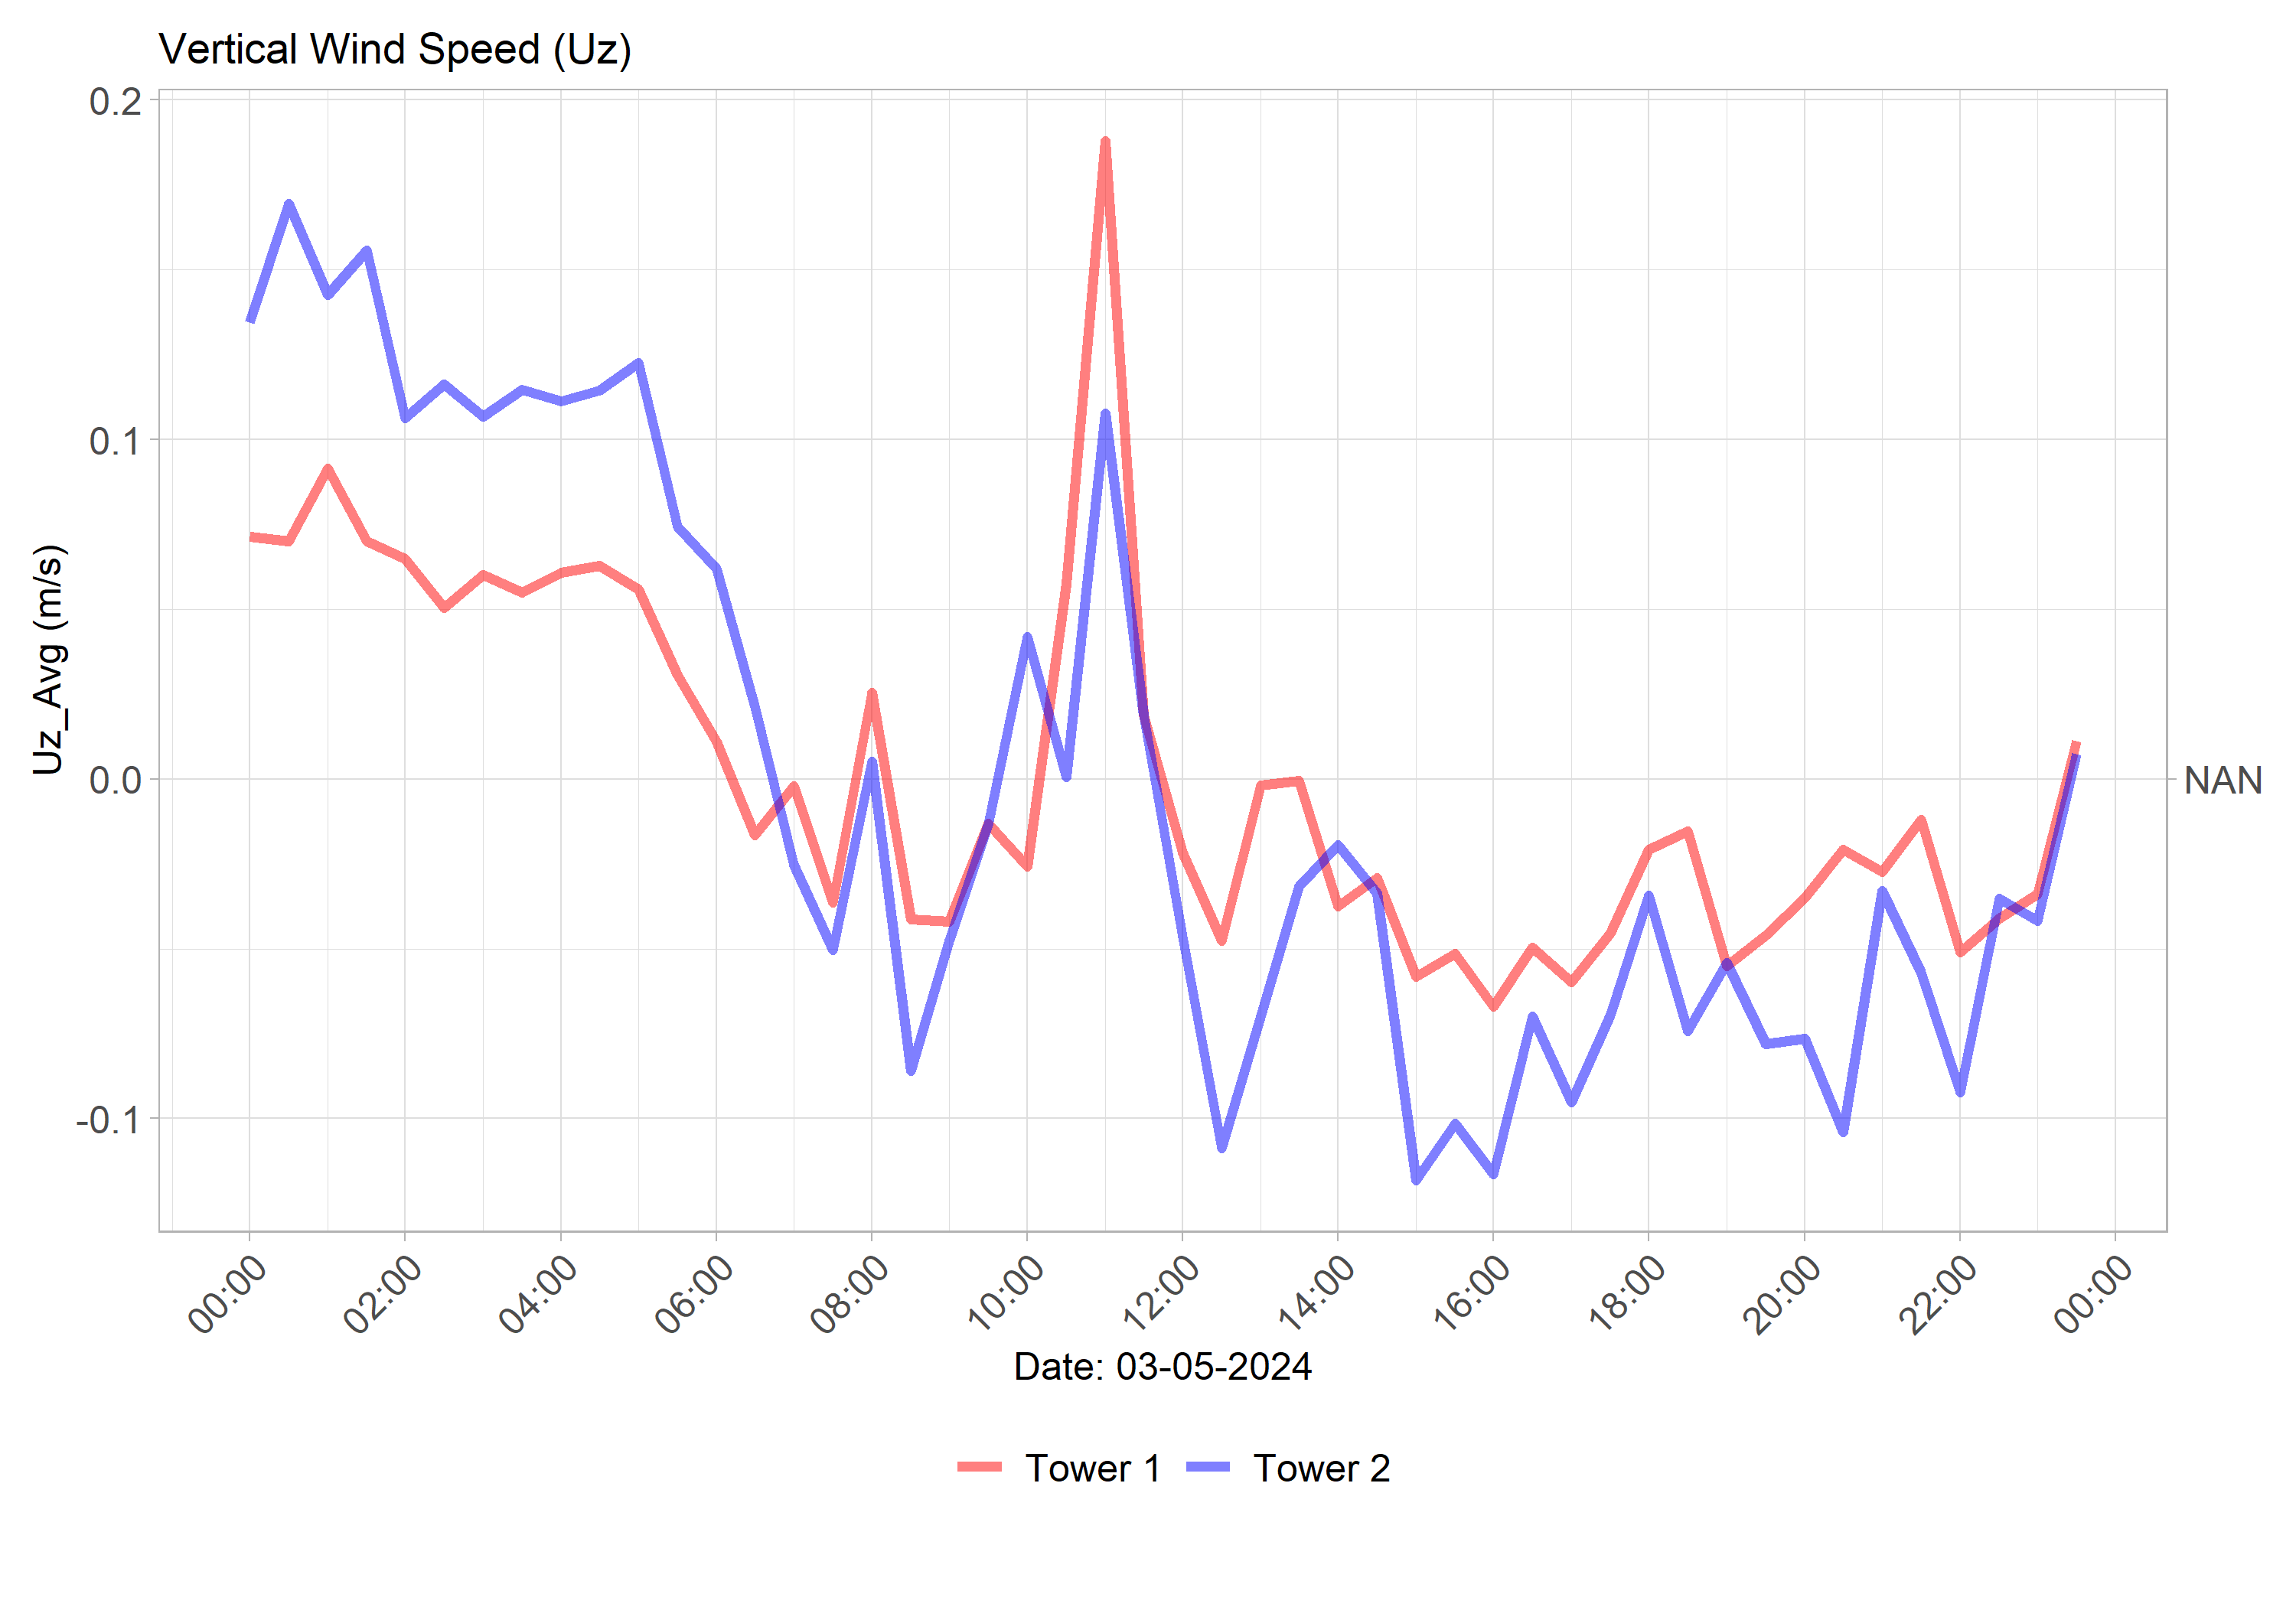 Vertical Wind Speed (Uz)
0.2
0.1
0.0
-0.1
Uz_Avg (m/s)
NAN
00:00 02:00 04:00 06:00 08:00 10:00 12:00 14:00 16:00 18:00 20:00 22:00 00:00
Date: 03-05-2024
Tower 1 Tower 2